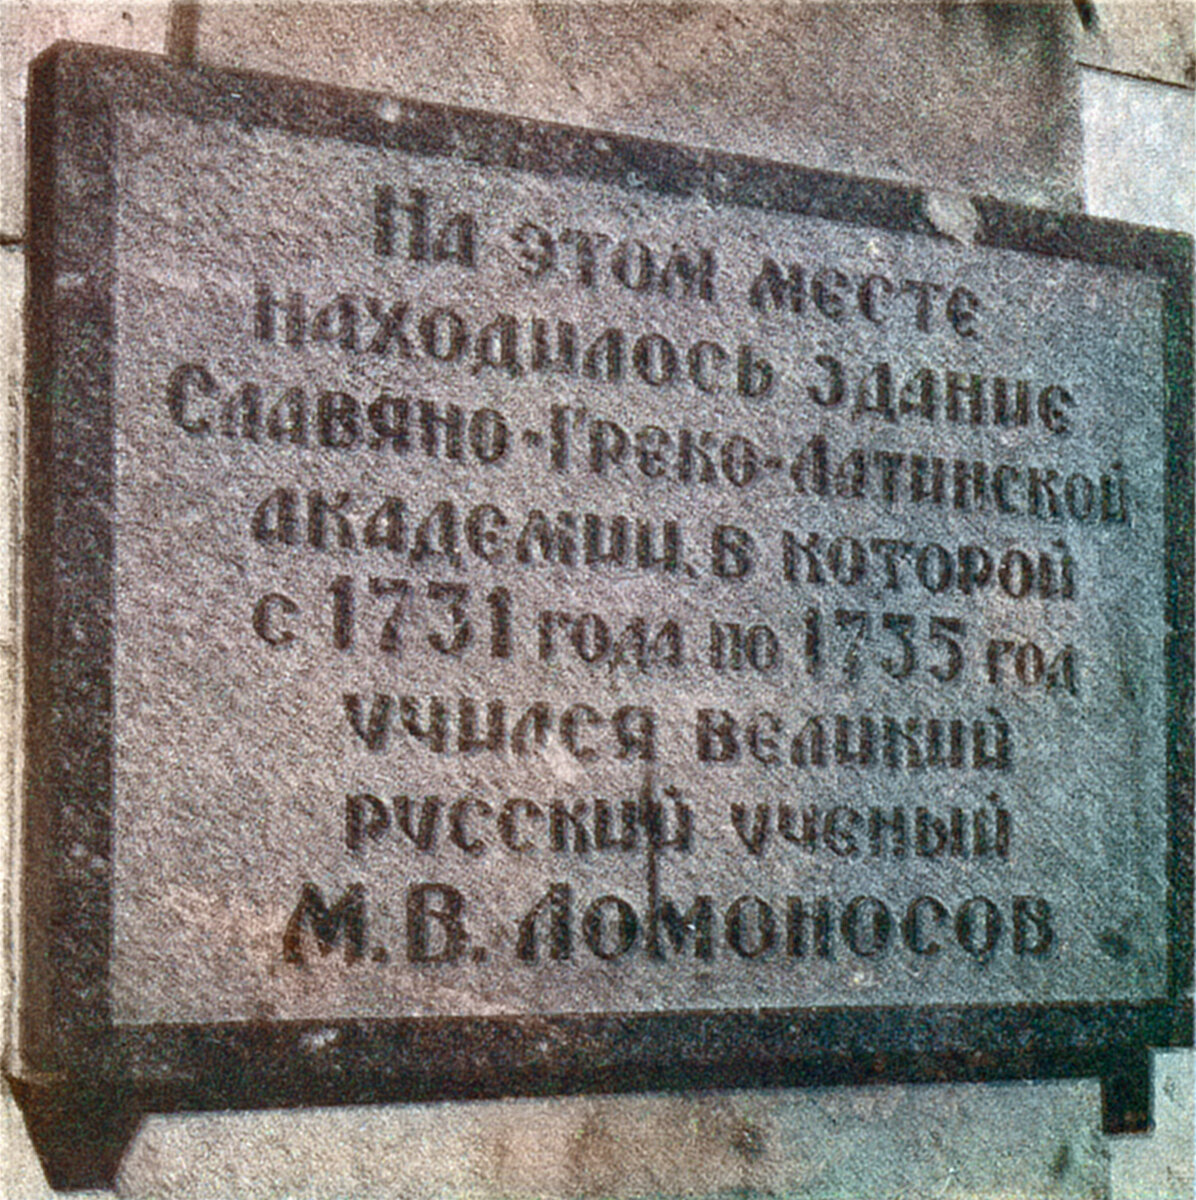 На этом месте
находилось здание
Славяно-Греко-Латинской
академии, в которой
с 1731 года по 1735 год
учился великий
русский ученый
М.В. Ломоносов